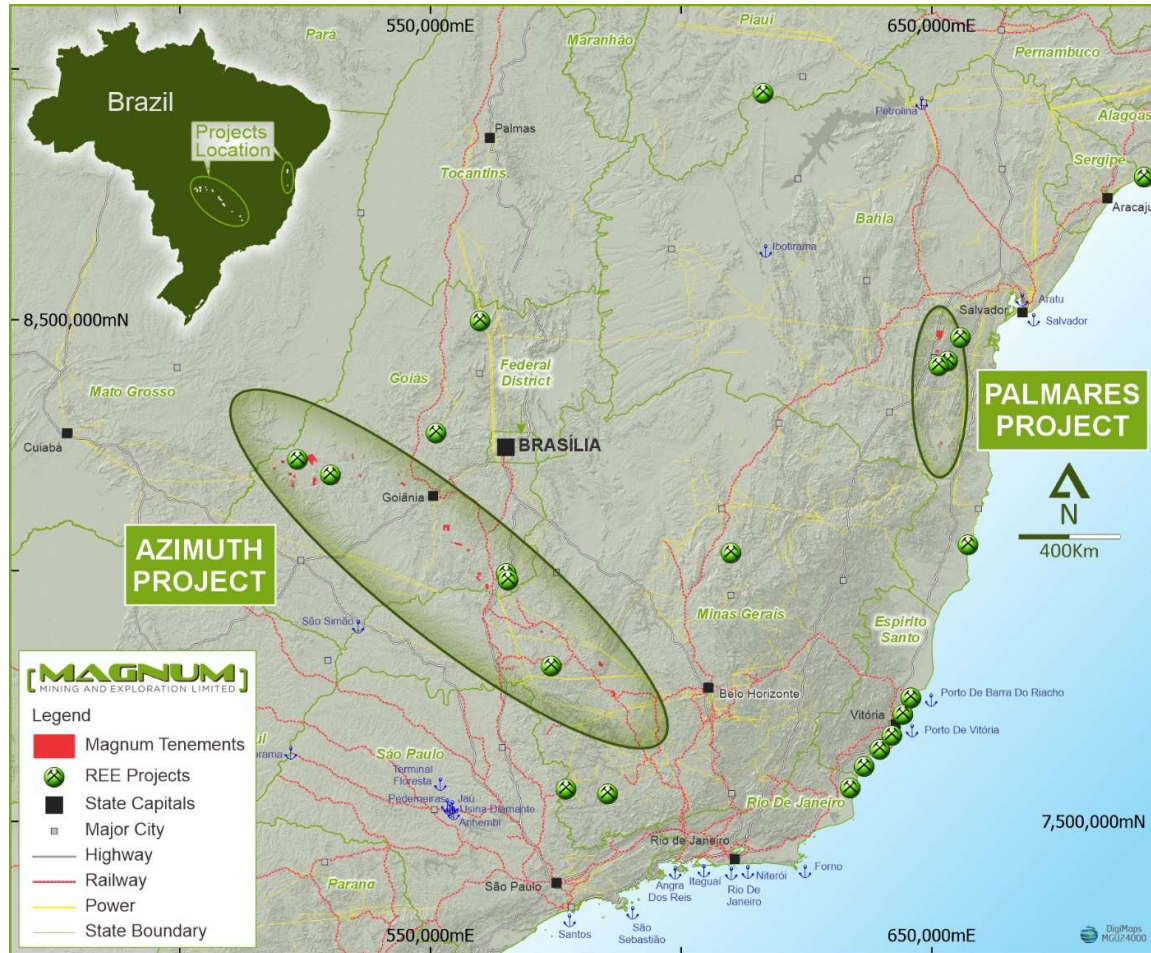 550,000mE
650,000mE
Pará
Maranhão
Piauí
Pernambuco
Brazil
Projects
Location
Palmas
Tocantins
Petrolina
Alagoas
Sergipe
Aracaju
Bahia
Ibotirama
8,500,000mN
Salvador
Aratu
Salvador
Federal
District
Goiás
Mato Grosso
Cuiabá
BRASÍLIA
Goiânia
PALMARES
PROJECT
N
400Km
AZIMUTH
PROJECT
São Simão
Minas Gerais
Espirito
Santo
Belo Horizonte
Porto De Barra Do Riacho
Vitória
Porto De Vitória
[MAGNUM]
MINING AND EXPLORATION LIMITED
Legend
Magnum Tenements
REE Projects
State Capitals
Major City
Highway
Railway
Power
State Boundary
São Paulo
Terminal
Floresta
Pederneiras
Jaú
Usina Diamante
Anhembi
Rio De Janeiro
7,500,000mN
Rio de Janeiro
Forno
Itaguaí
Niterói
Angra
Dos Reis
Rio De
Janeiro
Paraná
São Paulo
Santos
São
Sebastião
550,000mE
650,000mE
DigiMaps
MGU24000